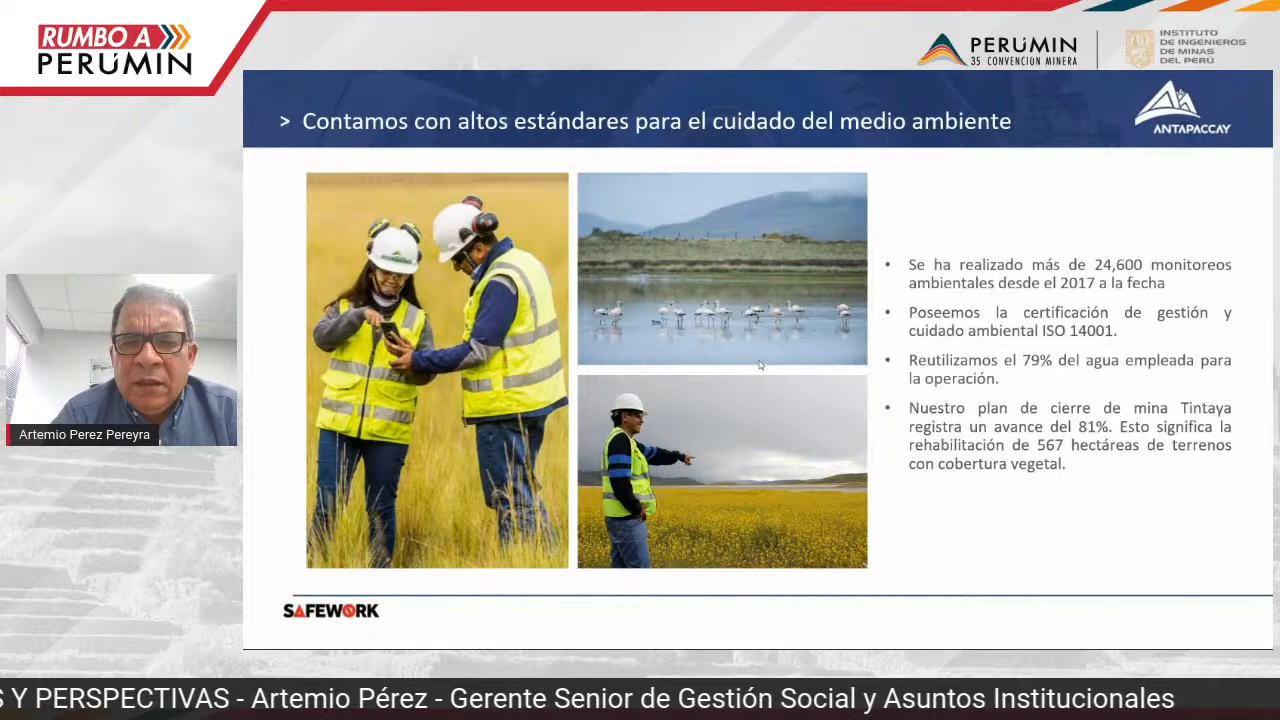 RUMBO A
PERÚMIN
PERÚMIN
35 CONVENCIÓN MINERA
INSTITUTO
DE INGENIEROS
DE MINAS
DEL PERÚ
> Contamos con altos estándares para el cuidado del medio ambiente
ANTAPACCAY
• Se ha realizado más de 24,600 monitoreos
ambientales desde el 2017 a la fecha
• Poseemos la certificación de gestión y
cuidado ambiental ISO 14001.
• Reutilizamos el 79% del agua empleada para
la operación.
• Nuestro plan de cierre de mina Tintaya
registra un avance del 81%. Esto significa la
rehabilitación de 567 hectáreas de terrenos
con cobertura vegetal.
Artemio Perez Pereyra
SAFEWORK
S Y PERSPECTIVAS - Artemio Pérez - Gerente Senior de Gestión Social y Asuntos Institucionales